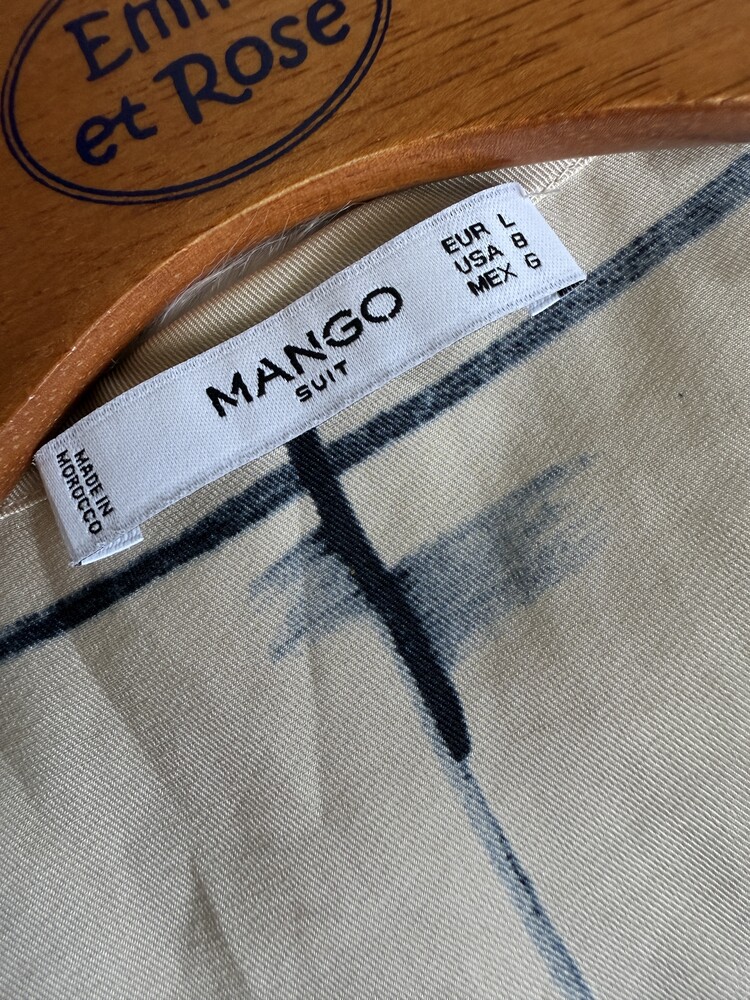 et Rose
MANGO
SUIT
EUR L
USA 8
MEX G
MADE IN
MOROCCO